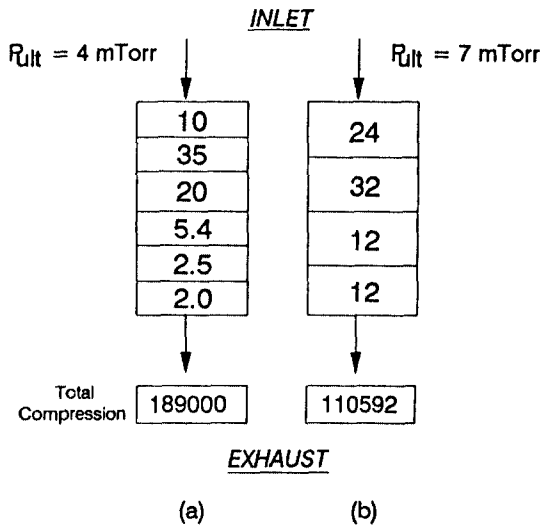 INLET
Pult = 4 mTorr
Pult = 7 mTorr
10
35
20
5.4
2.5
2.0
24
32
12
12
Total
Compression
189000
110592
EXHAUST
(a)
(b)